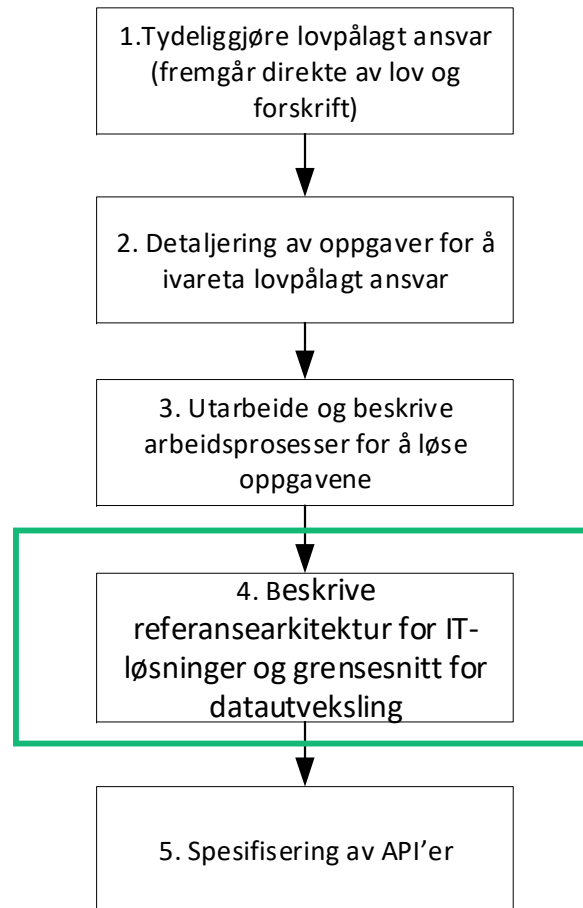 1.Tydeliggjøre lovpålagt ansvar
(fremgår direkte av lov og
forskrift)
2. Detaljering av oppgaver for å
ivareta lovpålagt ansvar
3. Utarbeide og beskrive
arbeidsprosesser for å løse
oppgavene
4. Beskrive
referansearkitektur for IT-
løsninger og grensesnitt for
datautveksling
5. Spesifisering av API’er